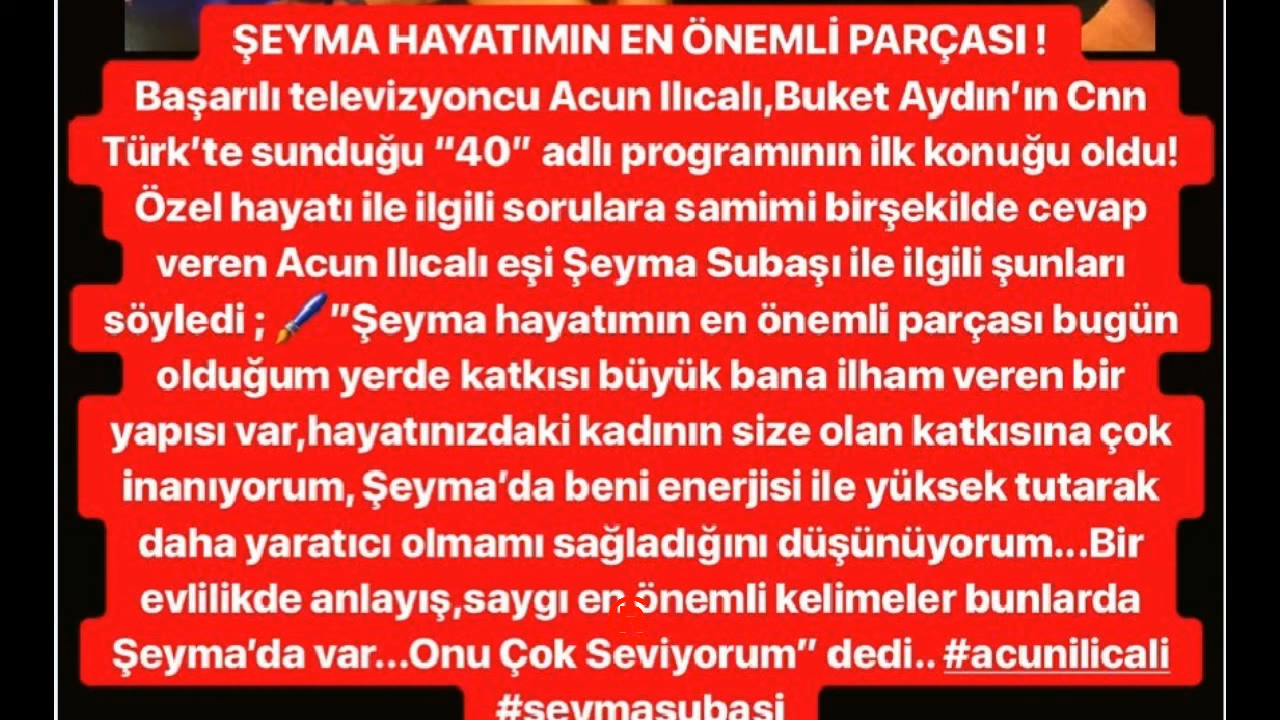 ŞEYMA HAYATIMIN EN ÖNEMLİ PARÇASI !
Başarılı televizyoncu Acun Ilıcalı,Buket Aydın’ın Cnn
Türk’te sunduğu “40” adlı programının ilk konuğu oldu!
Özel hayatı ile ilgili sorulara samimi birşekilde cevap
veren Acun Ilıcalı eşi Şeyma Subaşı ile ilgili şunları
söyledi ; 🖌️”Şeyma hayatımın en önemli parçası bugün
olduğum yerde katkısı büyük bana ilham veren bir
yapısı var,hayatınızdaki kadının size olan katkısına çok
inanıyorum, Şeyma’da beni enerjisi ile yüksek tutarak
daha yaratıcı olmamı sağladığını düşünüyorum...Bir
evlilikde anlayış,saygı en önemli kelimeler bunlarda
Şeyma’da var...Onu Çok Seviyorum” dedi.. #acunilicali
#seymasubasi